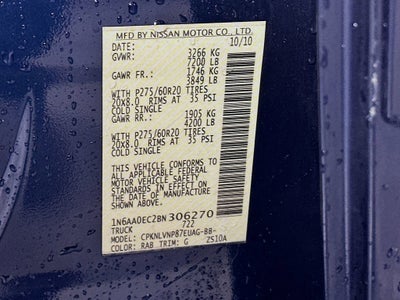 MFD BY NISSAN MOTOR CO., LTD.
DATE: 10/10
GVWR: 3266 KG
7200 LB
GAWR FR.: 1746 KG
3849 LB
WITH P275/60R20 TIRES
20X8.0 RIMS AT 35 PSI
COLD SINGLE
GAWR RR.: 1905 KG
4200 LB
WITH P275/60R20 TIRES
20X8.0 RIMS AT 35 PSI
COLD SINGLE
THIS VEHICLE CONFORMS TO
ALL APPLICABLE FEDERAL
MOTOR VEHICLE SAFETY
STANDARDS IN EFFECT ON
THE DATE OF MANUFACTURE
SHOWN ABOVE.
1N6AA0EC2BN306270
TRUCK 722
MODEL: CPKNLVNP87EUAG-BB-
COLOR: RAB TRIM: G ZS10A